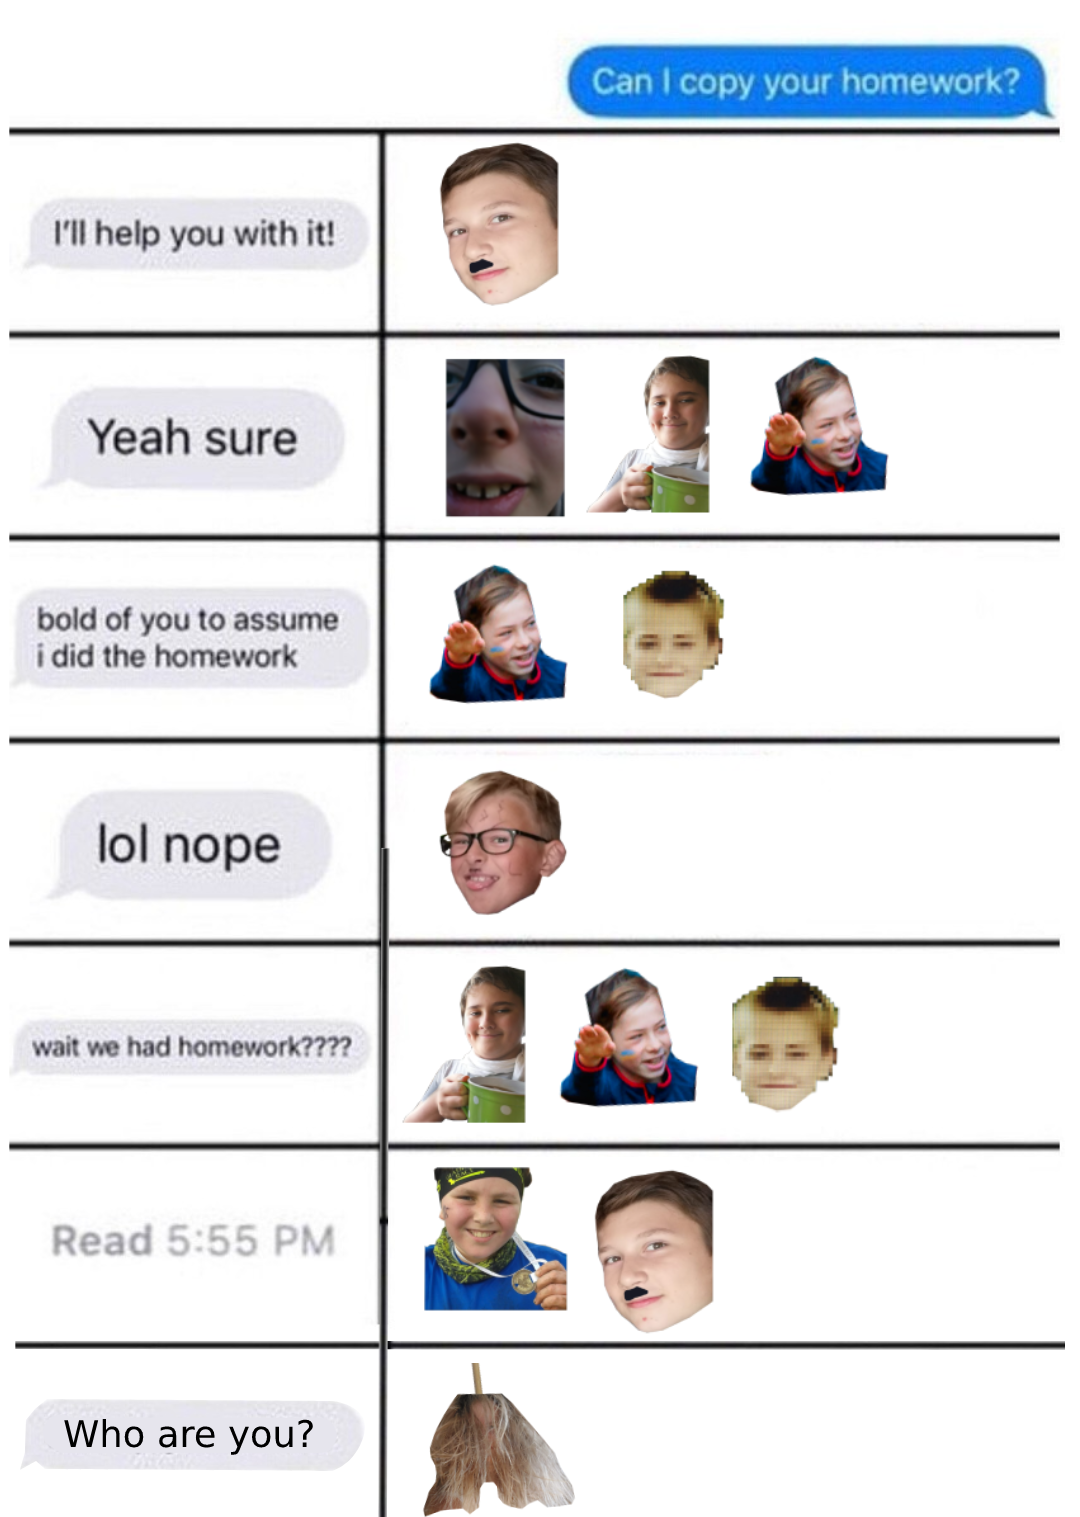 Can I copy your homework?
I'll help you with it!
Yeah sure
bold of you to assume
i did the homework
lol nope
wait we had homework????
Read 5:55 PM
Who are you?